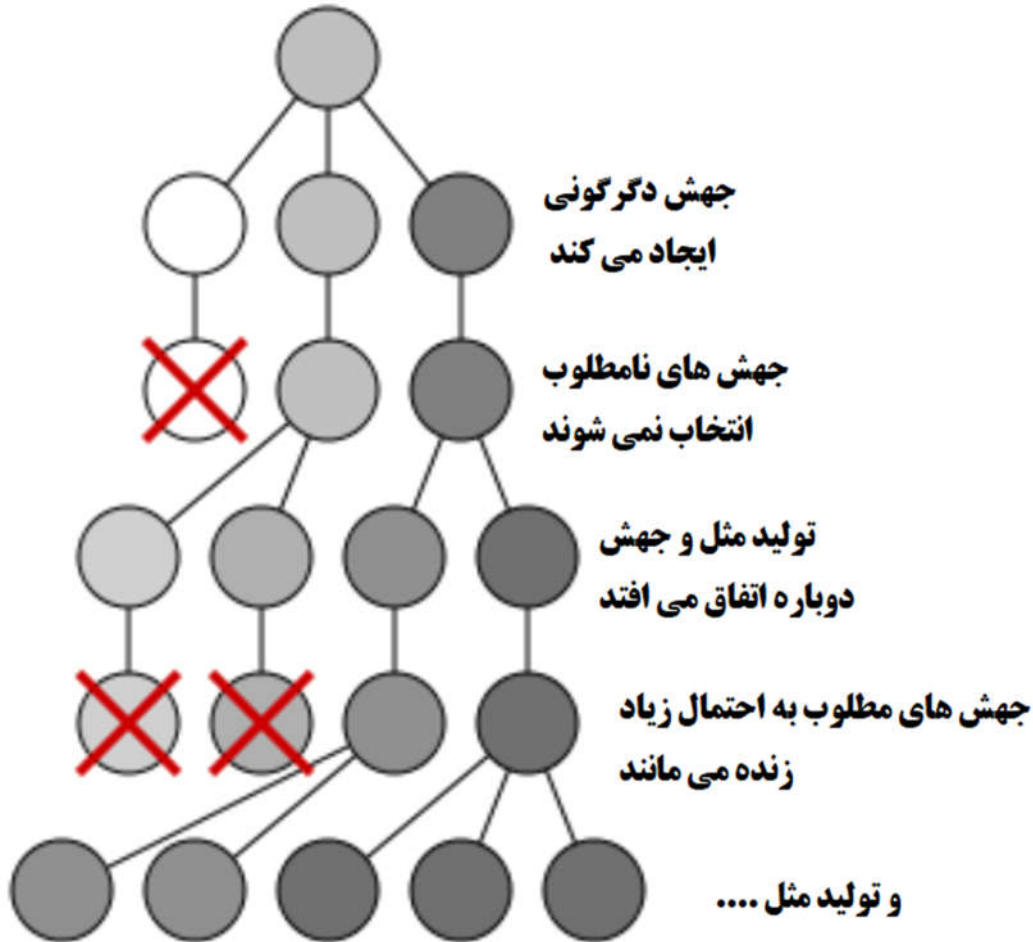 جهش دگرگونی
ایجاد می کند
جهش های نامطلوب
انتخاب نمی شوند
تولید مثل و جهش
دوباره اتفاق می افتد
جهش های مطلوب به احتمال زیاد
زنده می مانند
و تولید مثل ....